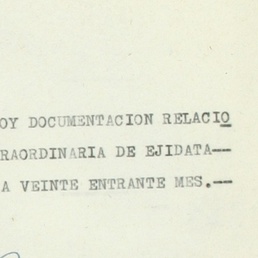 OY DOCUMENTACION RELACIO
RAORDINARIA DE EJIDATA--
A VEINTE ENTRANTE MES.--